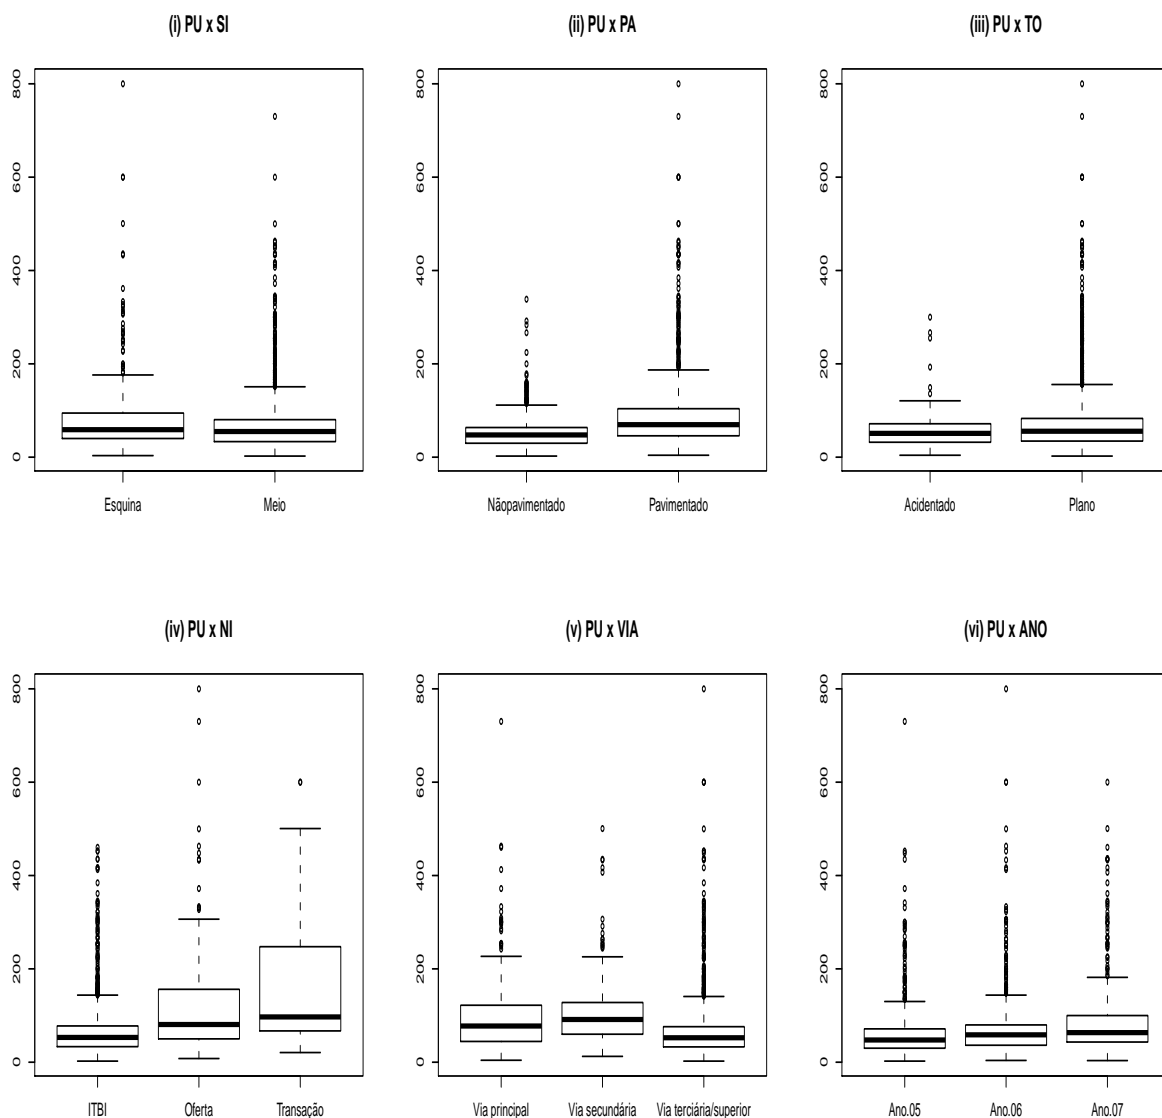 (i) PU x SI
(ii) PU x PA
(iii) PU x TO
800
600
400
200
0
Esquina
Meio
800
600
400
200
0
Nãopavimentado
Pavimentado
800
600
400
200
0
Acidentado
Plano
(iv) PU x NI
(v) PU x VIA
(vi) PU x ANO
800
600
400
200
0
ITBI
Oferta
Transação
800
600
400
200
0
Via principal
Via secundária
Via terciária/superior
800
600
400
200
0
Ano.05
Ano.06
Ano.07